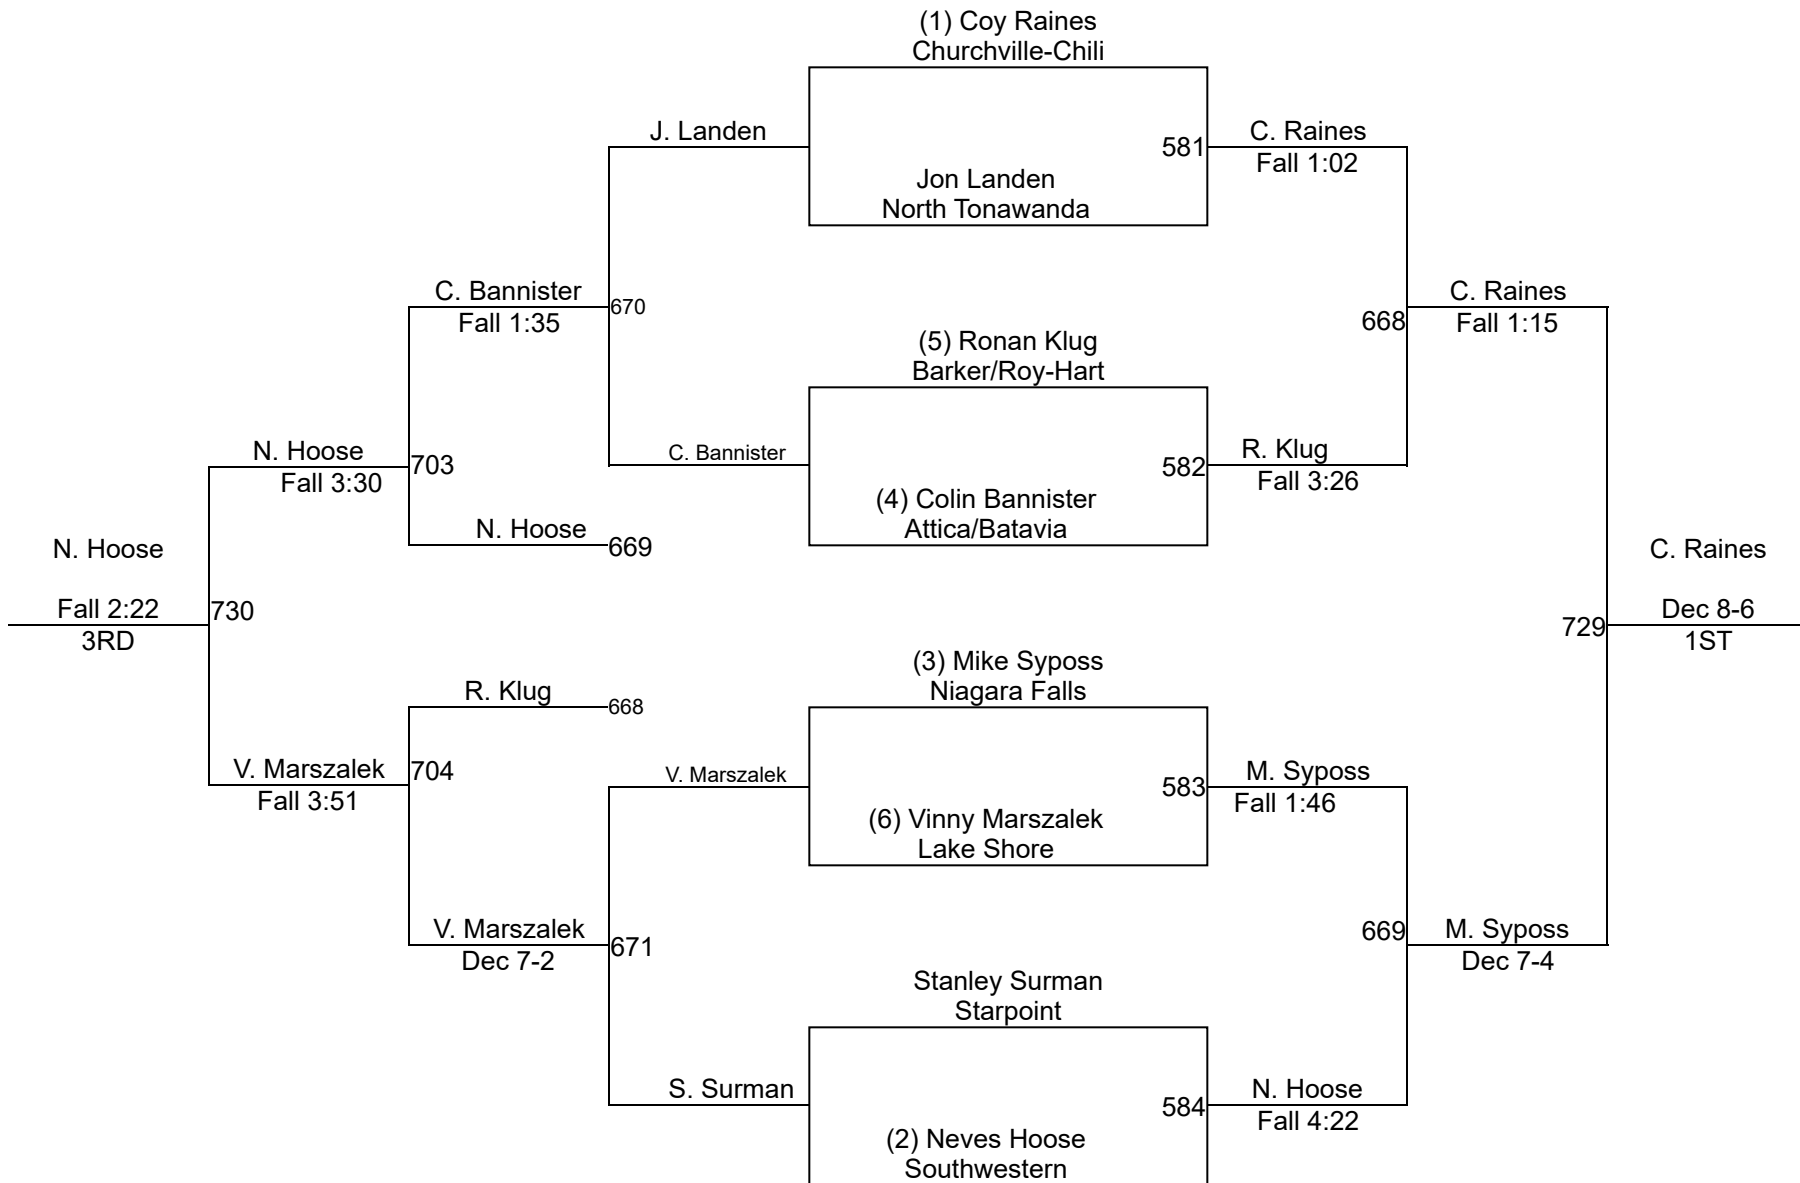 (1) Coy Raines
Churchville-Chili
J. Landen
581
C. Raines
Fall 1:02
Jon Landen
North Tonawanda
C. Bannister
Fall 1:35
670
668
C. Raines
Fall 1:15
(5) Ronan Klug
Barker/Roy-Hart
N. Hoose
Fall 3:30
703
C. Bannister
582
R. Klug
Fall 3:26
(4) Colin Bannister
Attica/Batavia
N. Hoose
669
N. Hoose
Fall 2:22
3RD
730
729
C. Raines
Dec 8-6
1ST
(3) Mike Syposs
Niagara Falls
R. Klug
668
V. Marszalek
Fall 3:51
704
V. Marszalek
583
M. Syposs
Fall 1:46
(6) Vinny Marszalek
Lake Shore
V. Marszalek
Dec 7-2
671
669
M. Syposs
Dec 7-4
Stanley Surman
Starpoint
S. Surman
584
N. Hoose
Fall 4:22
(2) Neves Hoose
Southwestern